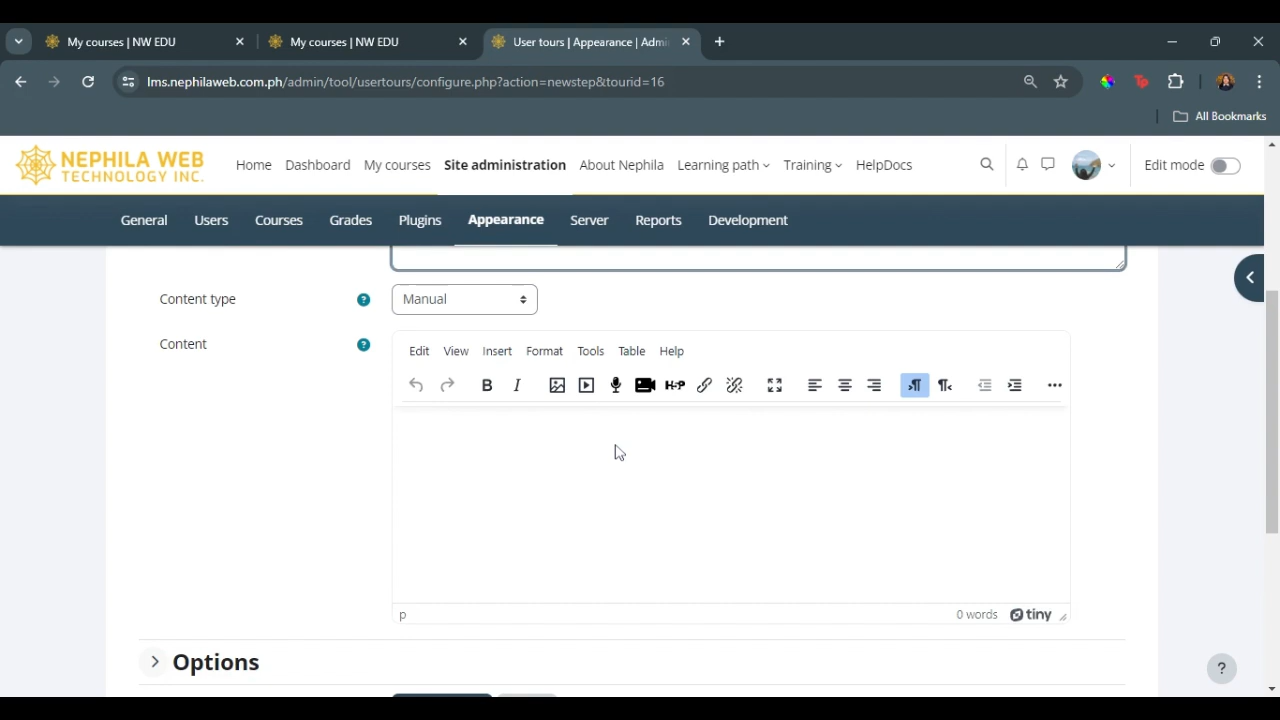 My courses | NW EDU
My courses | NW EDU
User tours | Appearance | Admi
lms.nephilaweb.com.ph/admin/tool/usertours/configure.php?action=newstep&tourid=16
All Bookmarks
NEPHILA WEB
TECHNOLOGY INC.
Home Dashboard My courses Site administration About Nephila Learning path Training HelpDocs Edit mode
General Users Courses Grades Plugins Appearance Server Reports Development
Content type ? Manual
Content ?
Edit View Insert Format Tools Table Help
B I H5P
p 0 words tiny
Options
?